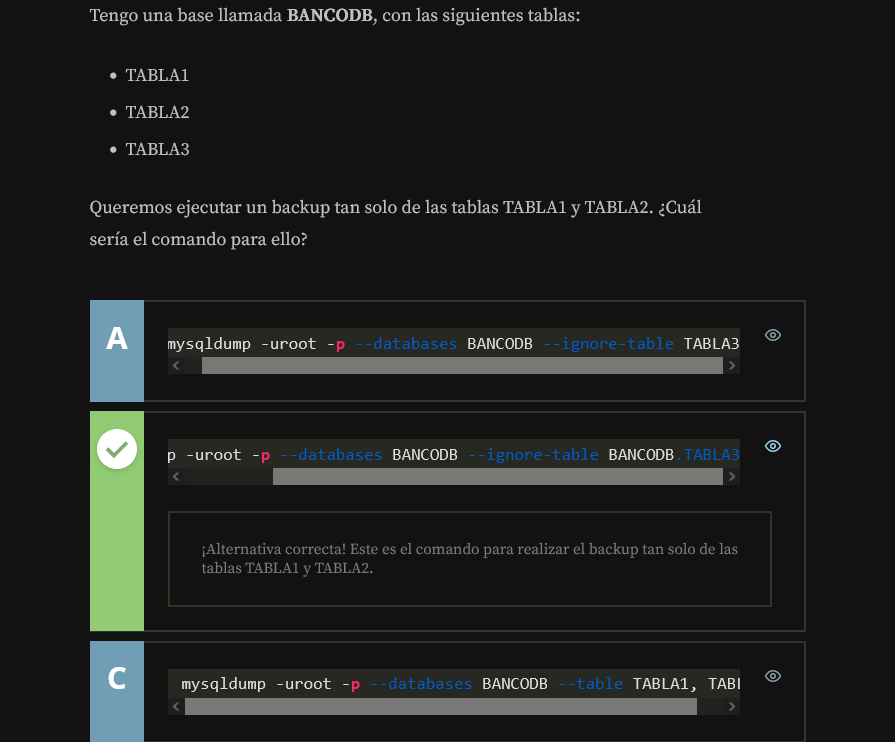 Tengo una base llamada BANCODB, con las siguientes tablas:
• TABLA1
• TABLA2
• TABLA3
Queremos ejecutar un backup tan solo de las tablas TABLA1 y TABLA2. ¿Cuál
sería el comando para ello?
A
mysqldump -uroot -p --databases BANCODB --ignore-table TABLA3
p -uroot -p --databases BANCODB --ignore-table BANCODB.TABLA3
¡Alternativa correcta! Este es el comando para realizar el backup tan solo de las
tablas TABLA1 y TABLA2.
C
mysqldump -uroot -p --databases BANCODB --table TABLA1, TABL